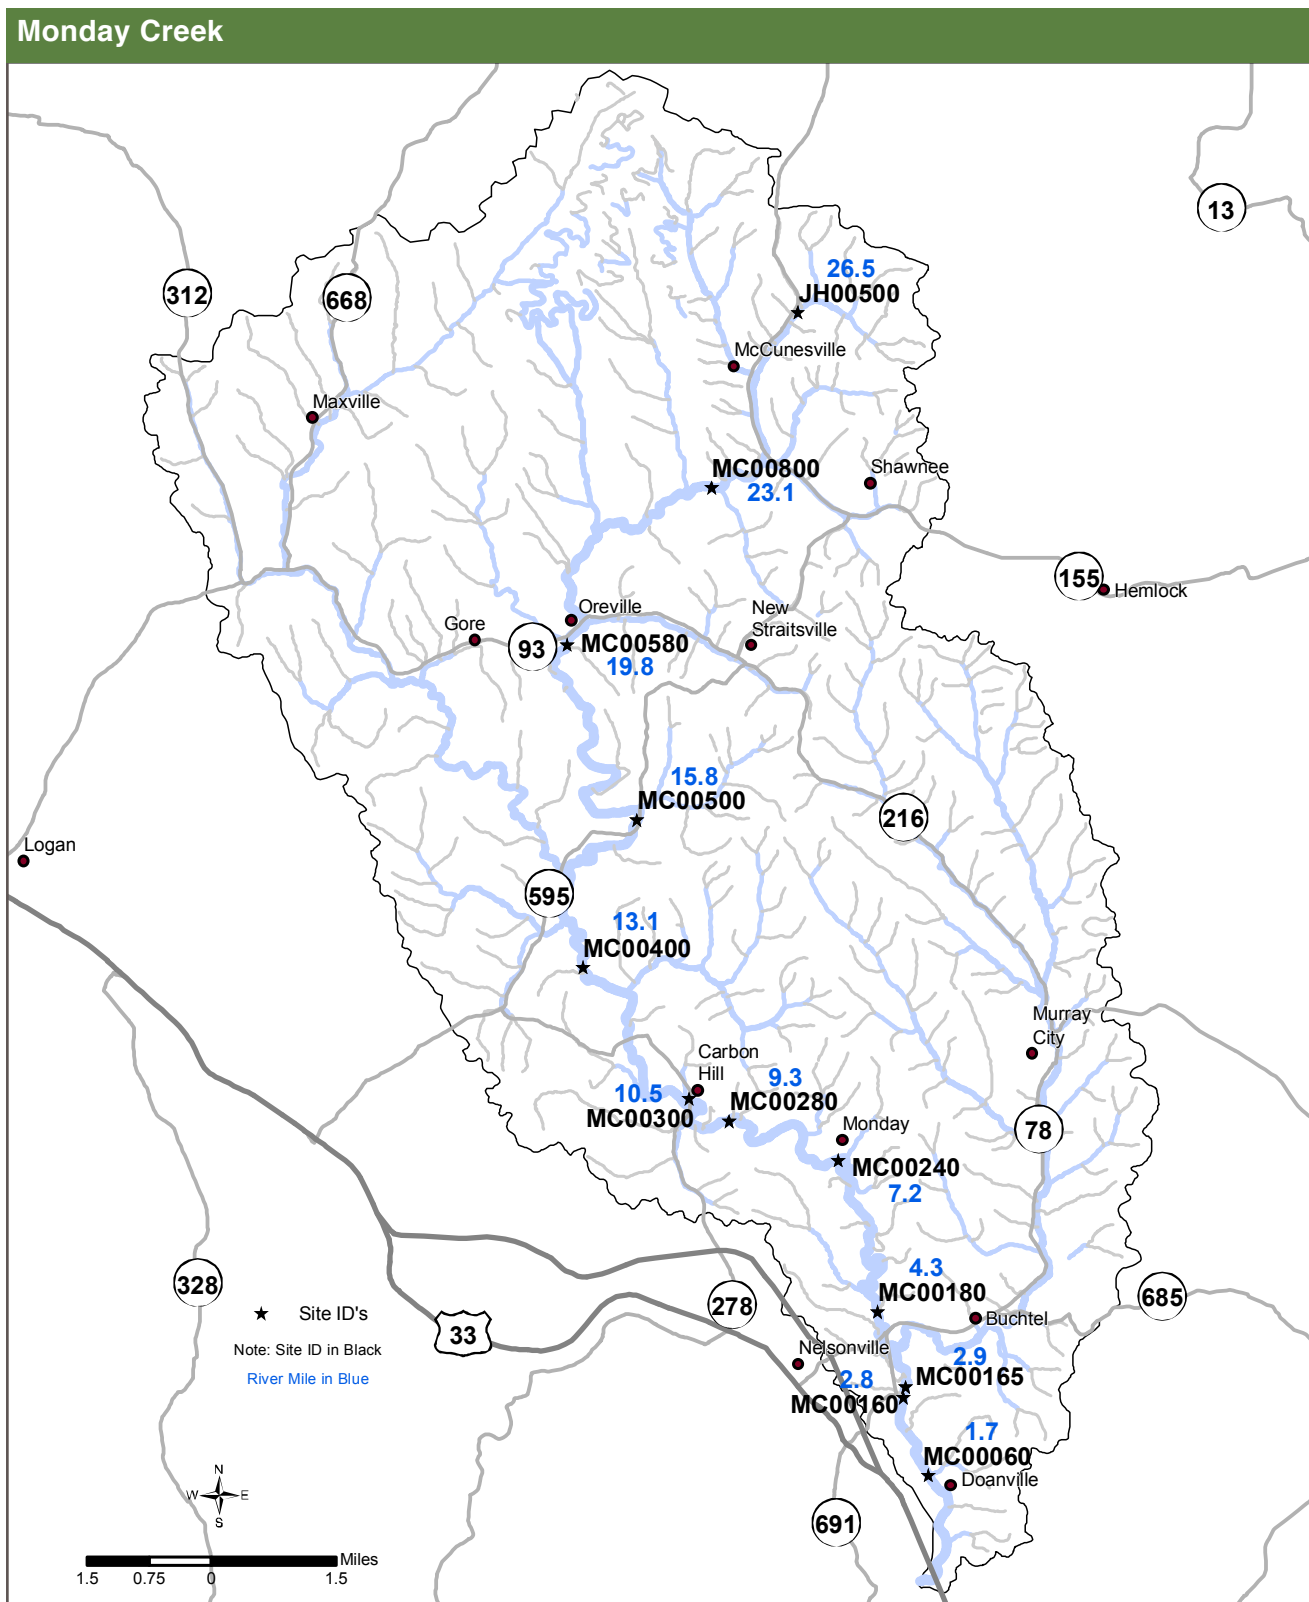 Monday Creek
13
26.5
JH00500
312
668
McCunesville
Maxville
MC00800
23.1
Shawnee
155
Hemlock
Oreville
New
Straitsville
Gore
93
MC00580
19.8
15.8
MC00500
216
Logan
595
13.1
MC00400
Murray
City
Carbon
Hill
10.5
MC00300
9.3
MC00280
Monday
78
MC00240
7.2
4.3
MC00180
328
278
685
Buchtel
33
Site ID's
Note: Site ID in Black
River Mile in Blue
Nelsonville
2.9
MC00165
2.8
MC00160
1.7
MC00060
Doanville
691
N
W E
S
Miles
1.5 0.75 0 1.5